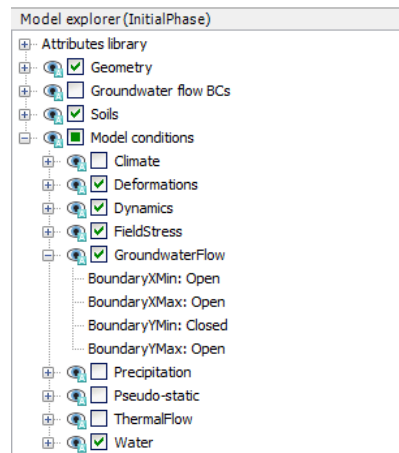 Model explorer (InitialPhase)
Attributes library
Geometry
Groundwater flow BCs
Soils
Model conditions
Climate
Deformations
Dynamics
FieldStress
GroundwaterFlow
BoundaryXMin: Open
BoundaryXMax: Open
BoundaryYMin: Closed
BoundaryYMax: Open
Precipitation
Pseudo-static
ThermalFlow
Water